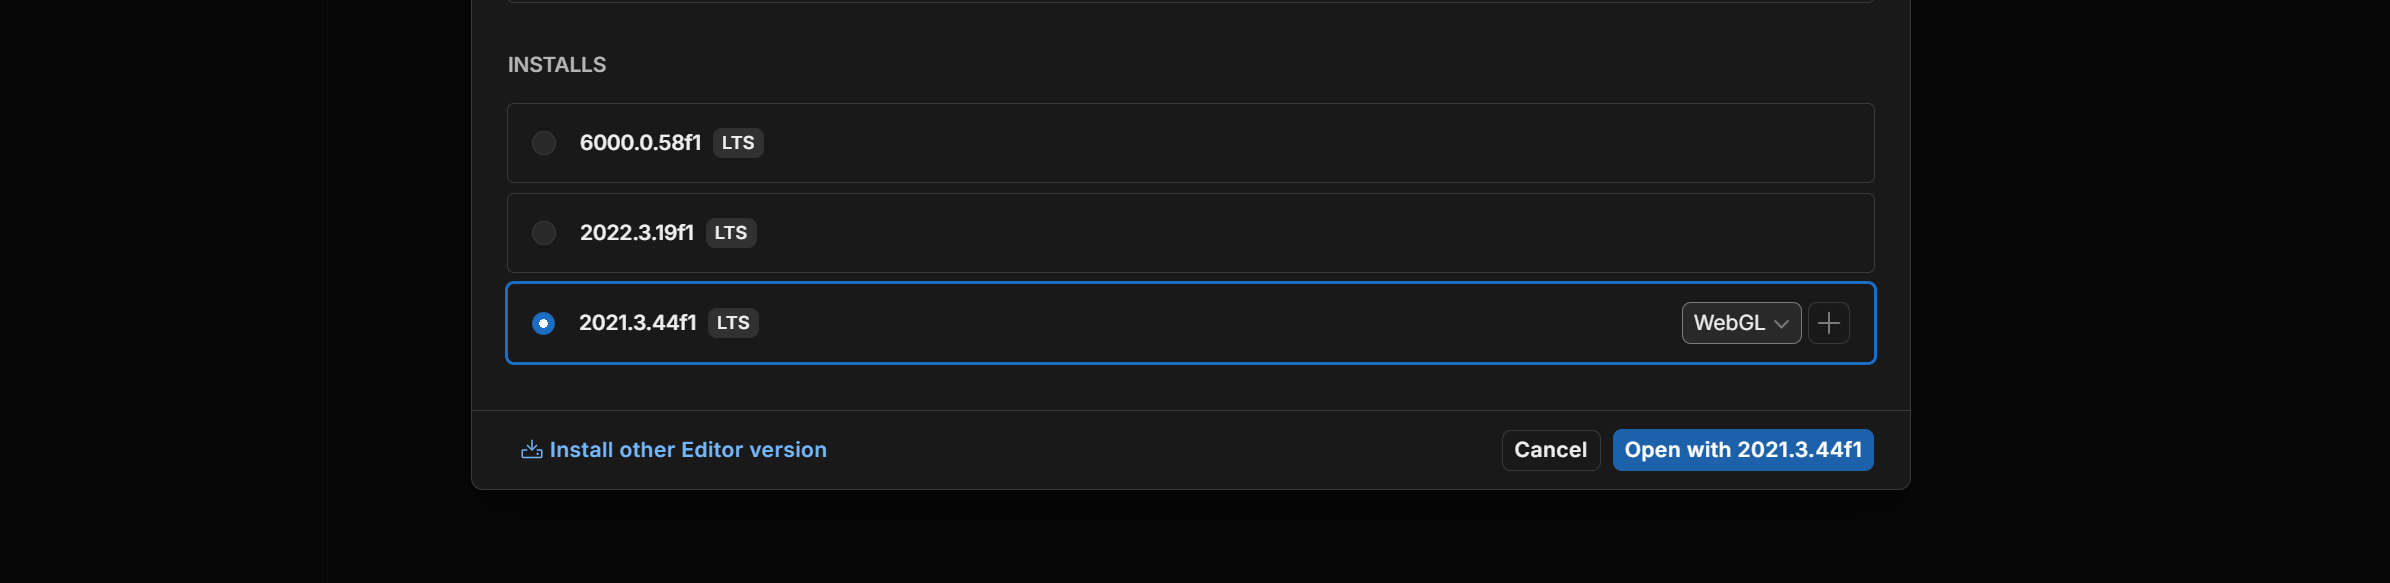 INSTALLS
6000.0.58f1 LTS
2022.3.19f1 LTS
2021.3.44f1 LTS WebGL
Install other Editor version Cancel Open with 2021.3.44f1